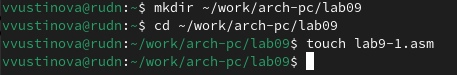 vvustinova@rudn:~$ mkdir ~/work/arch-pc/lab09
vvustinova@rudn:~$ cd ~/work/arch-pc/lab09
vvustinova@rudn:~/work/arch-pc/lab09$ touch lab9-1.asm
vvustinova@rudn:~/work/arch-pc/lab09$